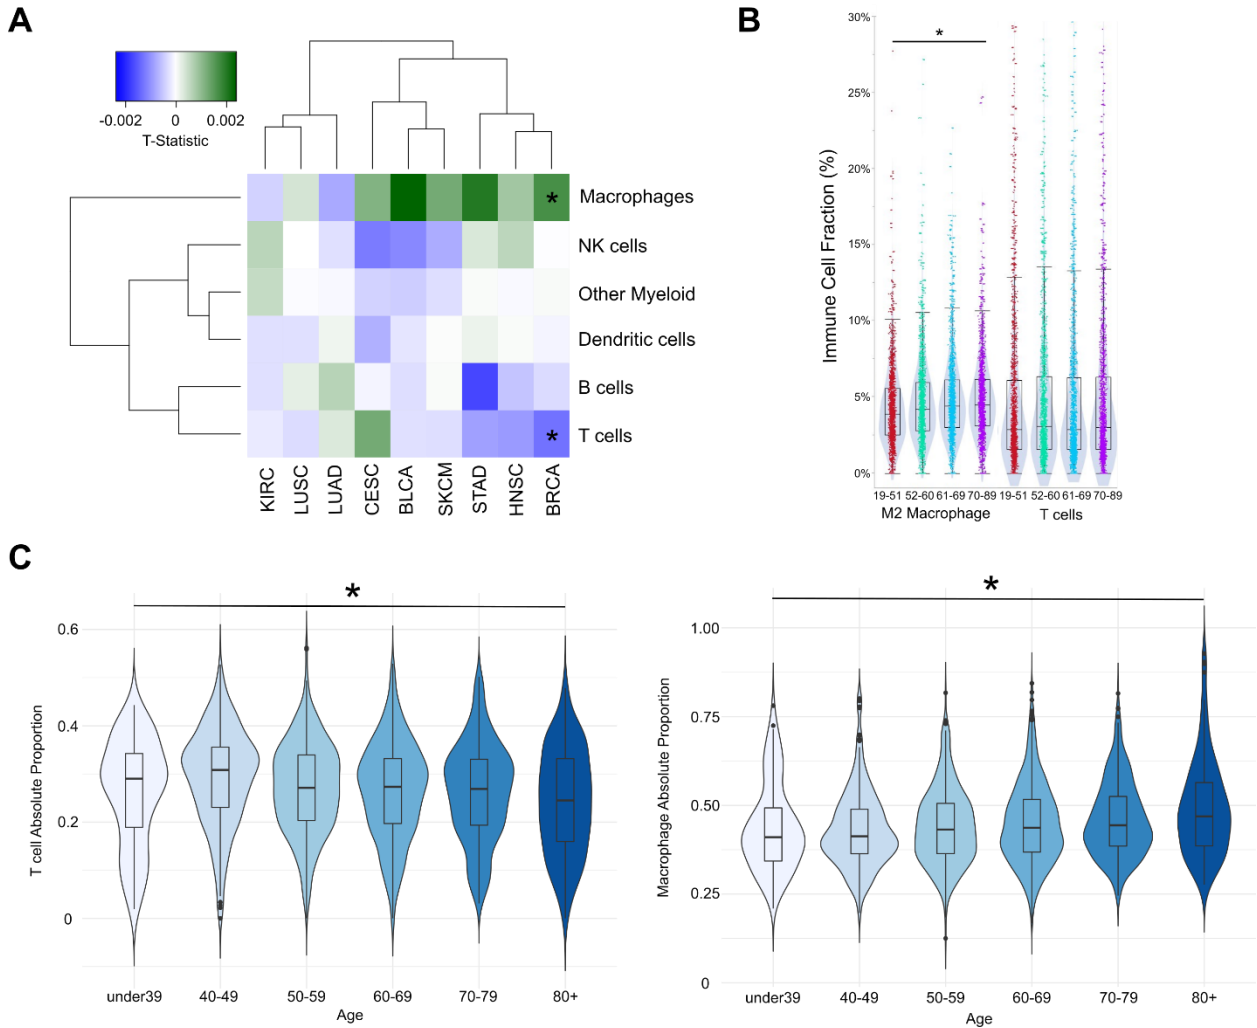 A
-0.002 0 0.002
T-Statistic
Macrophages
*
NK cells
Other Myeloid
Dendritic cells
B cells
T cells
*
KIRC
LUSC
LUAD
CESC
BLCA
SKCM
STAD
HNSC
BRCA
B
Immune Cell Fraction (%)
30%
25%
20%
15%
10%
5%
0%
*
19-51 52-60 61-69 70-89 19-51 52-60 61-69 70-89
M2 Macrophage T cells
C
T cell Absolute Proportion
0.6
0.4
0.2
0
*
under39 40-49 50-59 60-69 70-79 80+
Age
Macrophage Absolute Proportion
1.00
0.75
0.50
0.25
0
*
under39 40-49 50-59 60-69 70-79 80+
Age